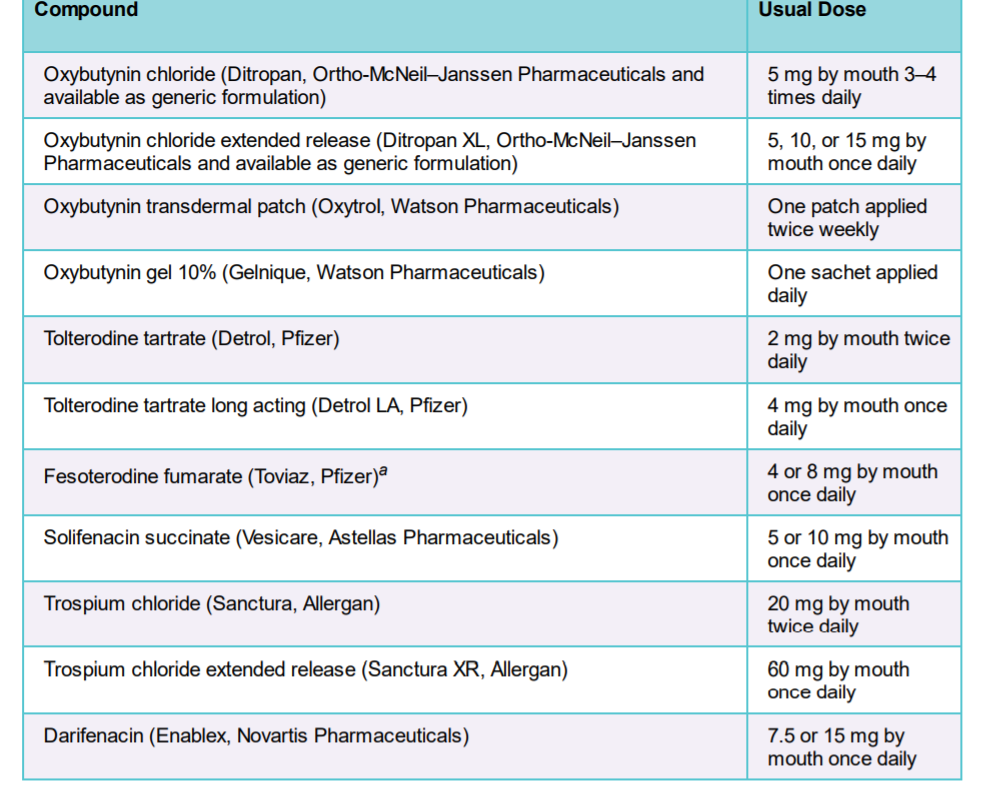 Compound
Usual Dose
Oxybutynin chloride (Ditropan, Ortho-McNeil–Janssen Pharmaceuticals and
available as generic formulation)
5 mg by mouth 3–4
times daily
Oxybutynin chloride extended release (Ditropan XL, Ortho-McNeil–Janssen
Pharmaceuticals and available as generic formulation)
5, 10, or 15 mg by
mouth once daily
Oxybutynin transdermal patch (Oxytrol, Watson Pharmaceuticals)
One patch applied
twice weekly
Oxybutynin gel 10% (Gelnique, Watson Pharmaceuticals)
One sachet applied
daily
Tolterodine tartrate (Detrol, Pfizer)
2 mg by mouth twice
daily
Tolterodine tartrate long acting (Detrol LA, Pfizer)
4 mg by mouth once
daily
Fesoterodine fumarate (Toviaz, Pfizer)a
4 or 8 mg by mouth
once daily
Solifenacin succinate (Vesicare, Astellas Pharmaceuticals)
5 or 10 mg by mouth
once daily
Trospium chloride (Sanctura, Allergan)
20 mg by mouth
twice daily
Trospium chloride extended release (Sanctura XR, Allergan)
60 mg by mouth
once daily
Darifenacin (Enablex, Novartis Pharmaceuticals)
7.5 or 15 mg by
mouth once daily